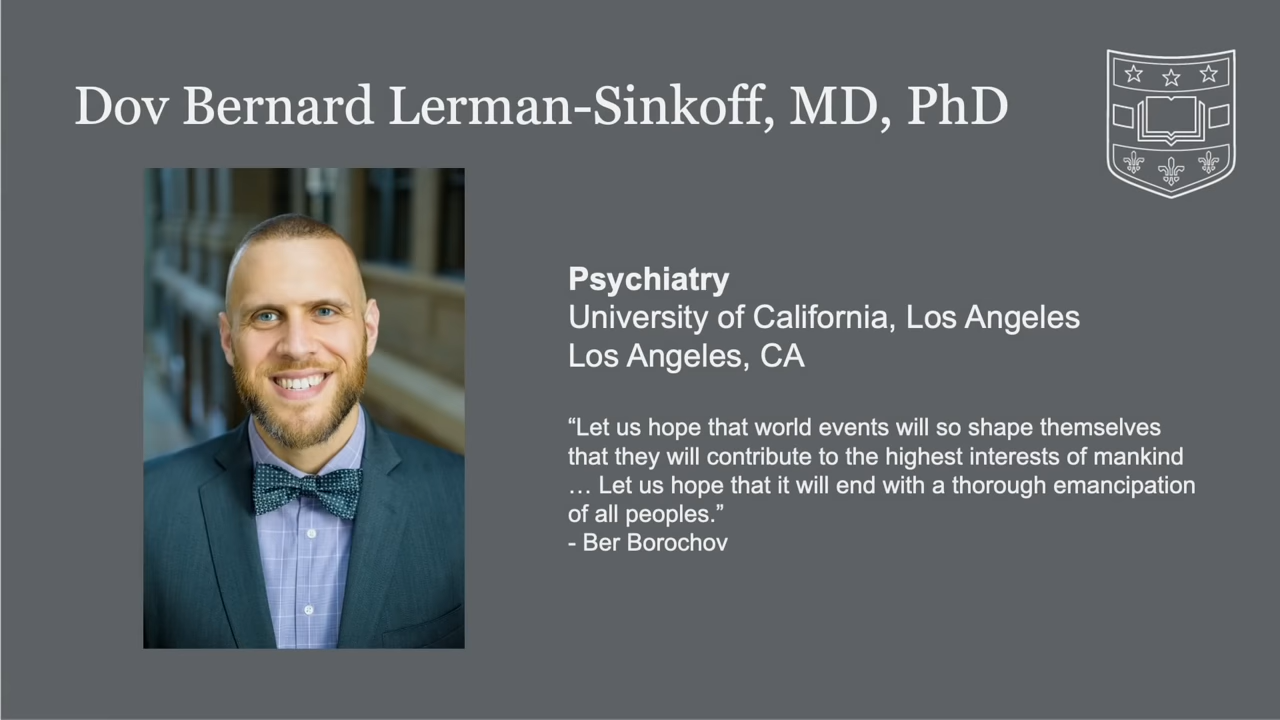 Dov Bernard Lerman-Sinkoff, MD, PhD
Psychiatry
University of California, Los Angeles
Los Angeles, CA
“Let us hope that world events will so shape themselves
that they will contribute to the highest interests of mankind
… Let us hope that it will end with a thorough emancipation
of all peoples.”
- Ber Borochov